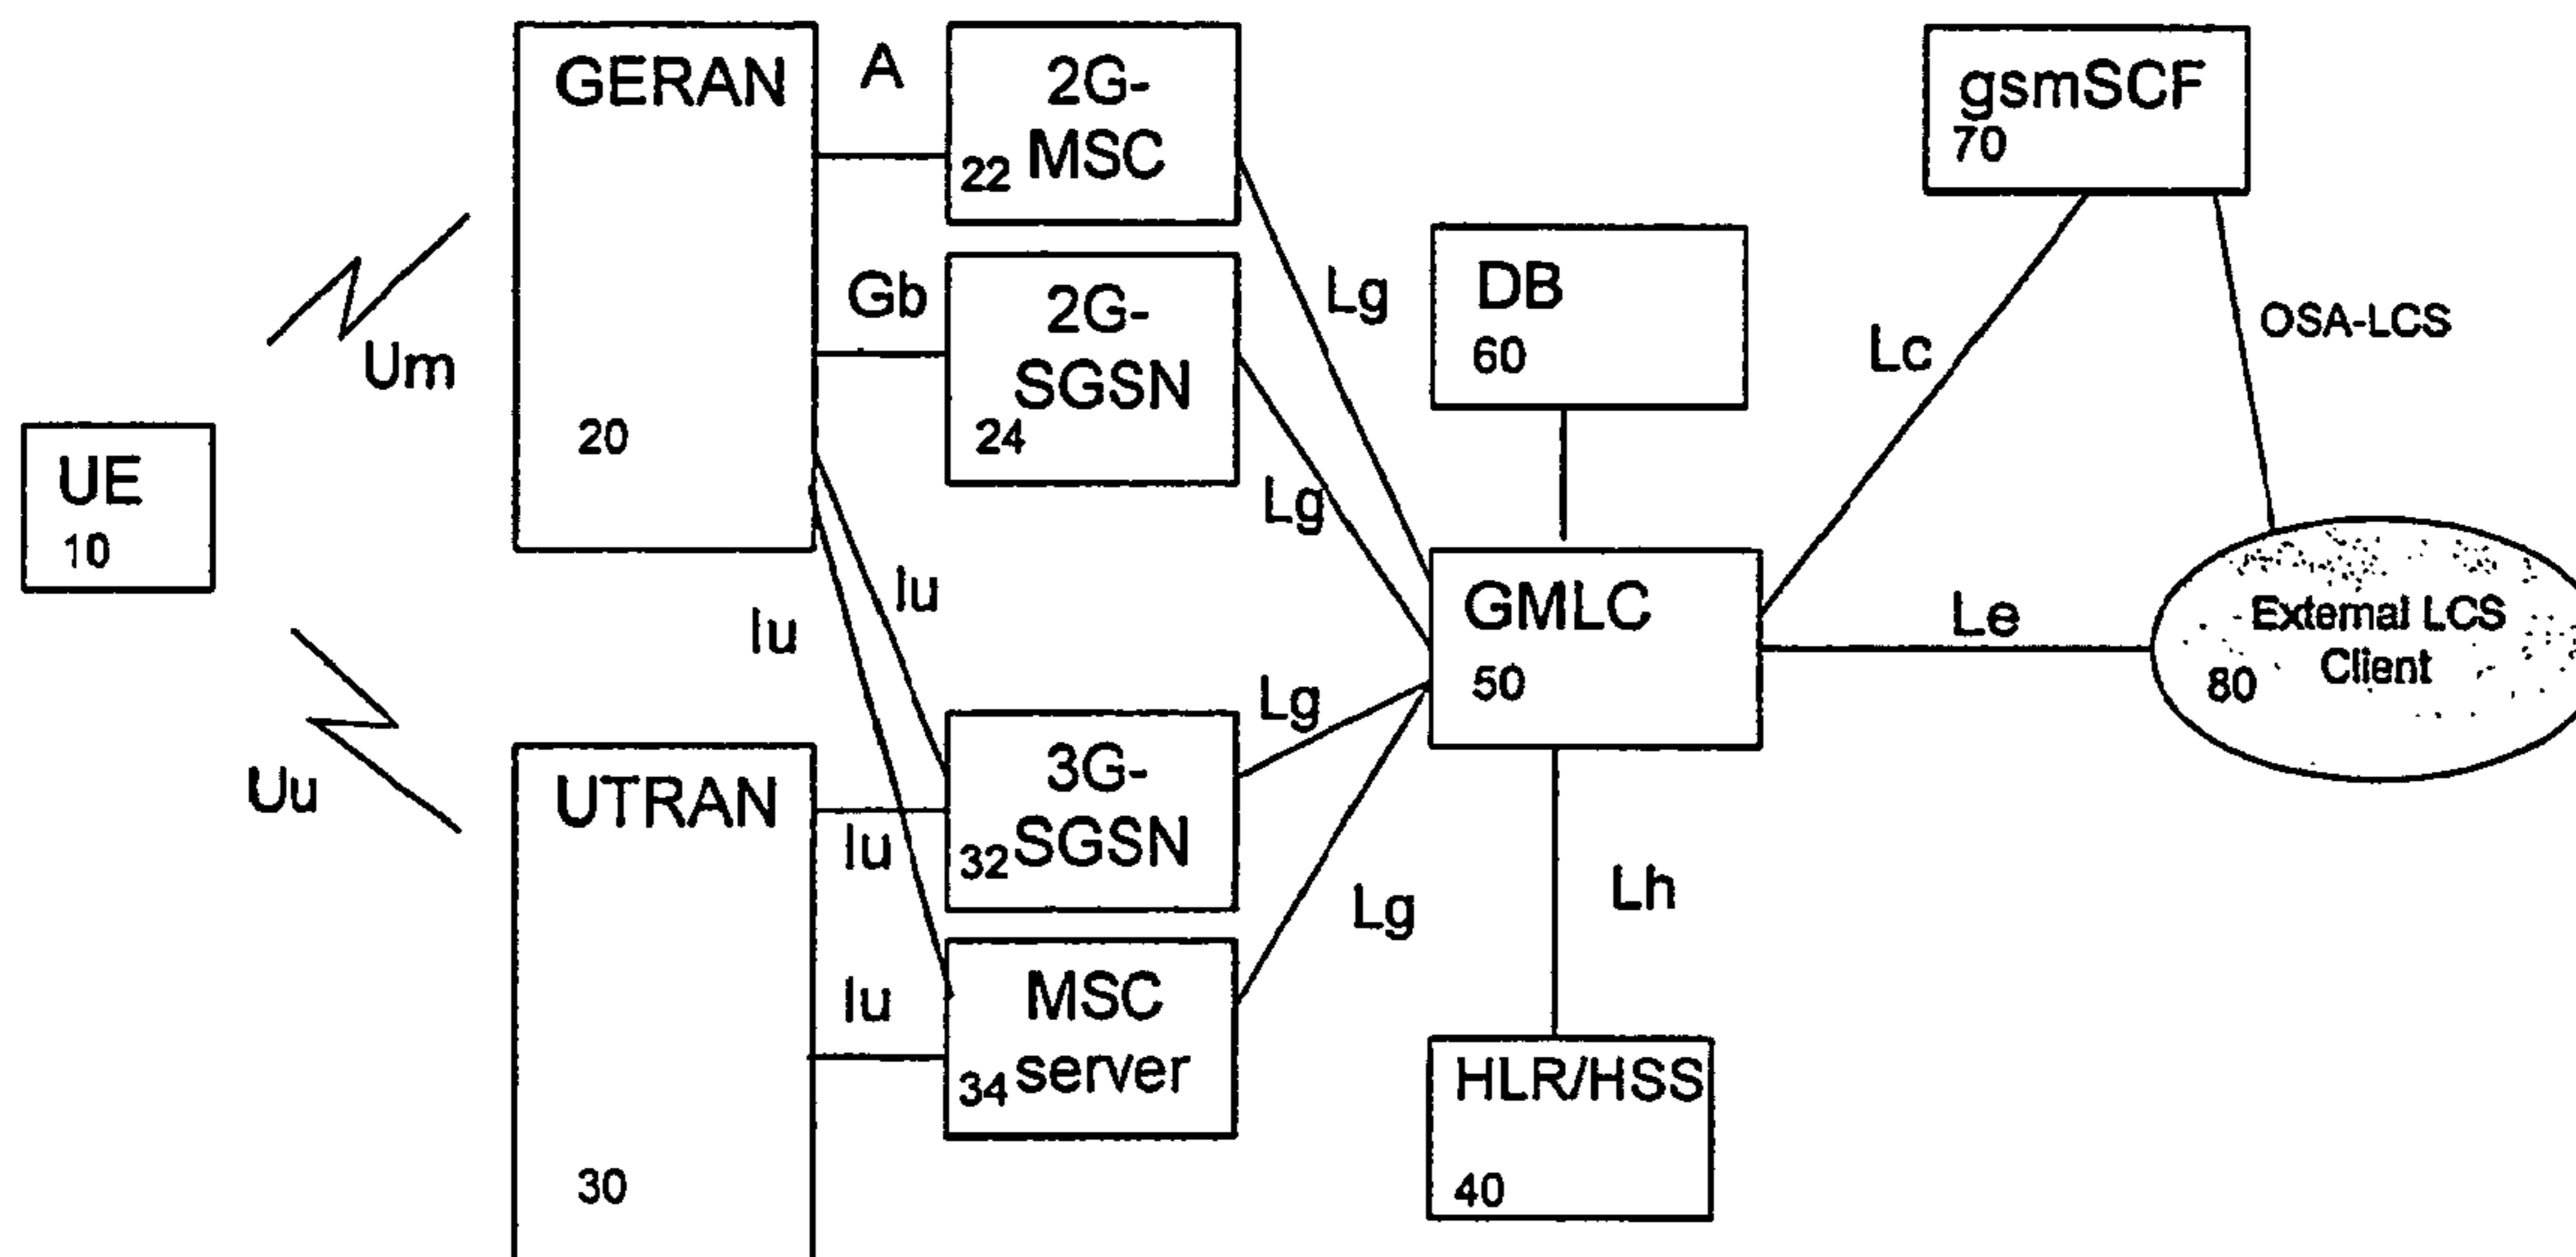 GERAN
20
A
2G-
MSC
22
Gb
2G-
SGSN
24
Um
UE
10
Uu
Iu
Iu
UTRAN
30
Iu
3G-
SGSN
32
Iu
MSC
server
34
Lg
Lg
Lg
Lg
DB
60
GMLC
50
Lh
HLR/HSS
40
gsmSCF
70
Lc
OSA-LCS
Le
External LCS
Client
80